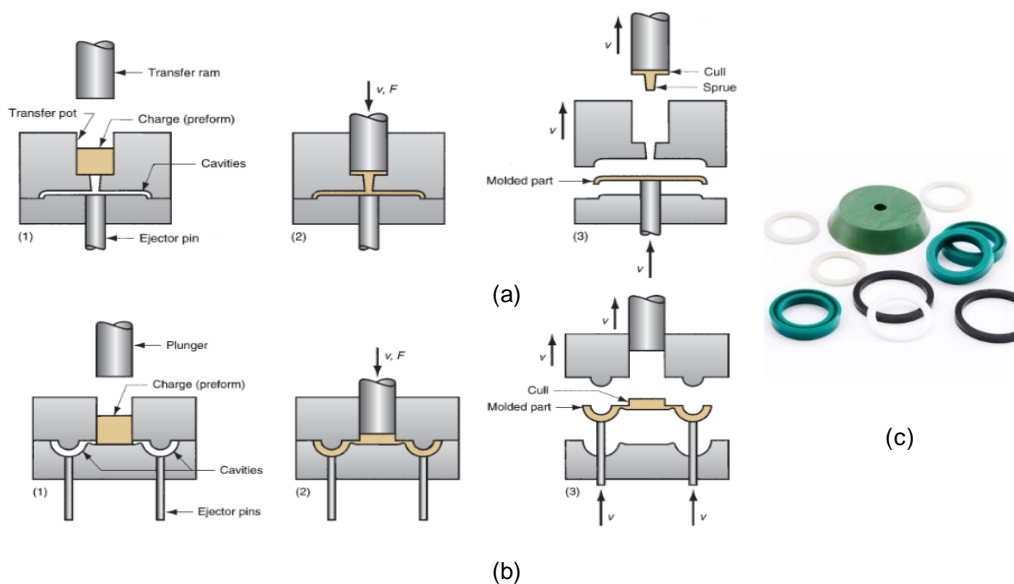 Transfer ram
Transfer pot
Charge (preform)
Cavities
(1)
Ejector pin
v, F
(2)
v
v
Cull
Sprue
Molded part
(3)
v
(a)
Plunger
Charge (preform)
Cavities
(1)
Ejector pins
v, F
(2)
v
v
Cull
Molded part
(3)
v
v
(b)
(c)